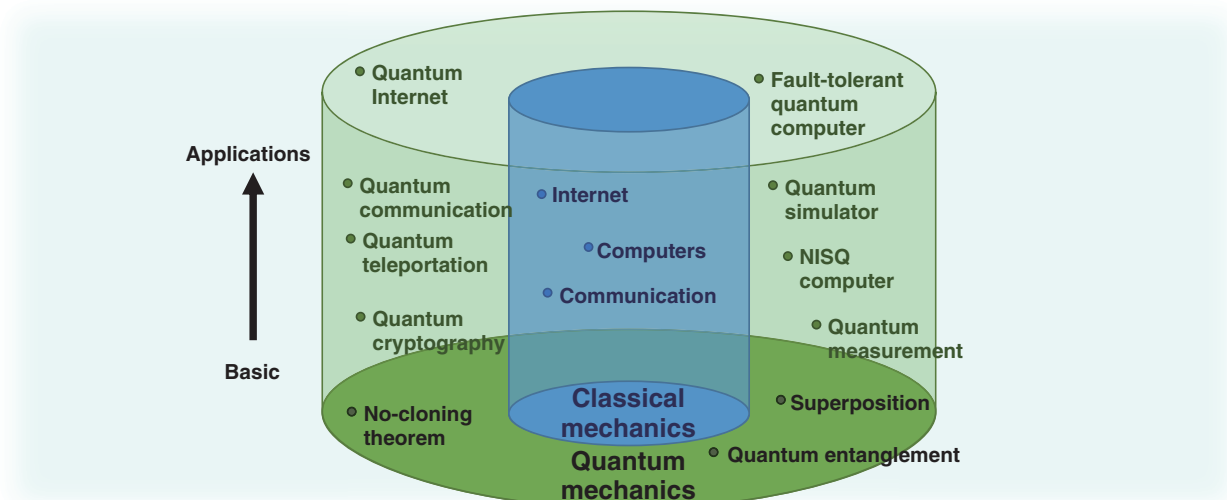 Quantum
Internet
Fault-tolerant
quantum
computer
Applications
Quantum
communication
Internet
Quantum
simulator
Quantum
teleportation
Computers
NISQ
computer
Communication
Quantum
cryptography
Quantum
measurement
Basic
No-cloning
theorem
Classical
mechanics
Superposition
Quantum entanglement
Quantum
mechanics